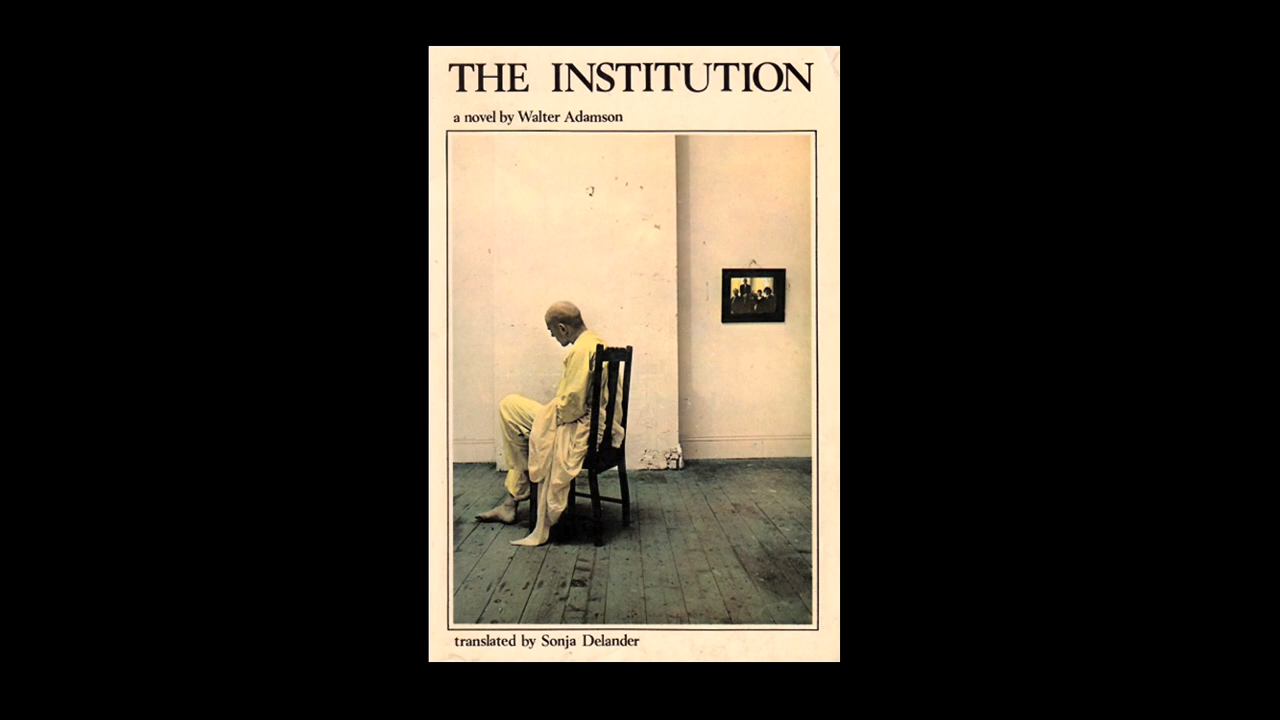 THE INSTITUTION
a novel by Walter Adamson
translated by Sonja Delander